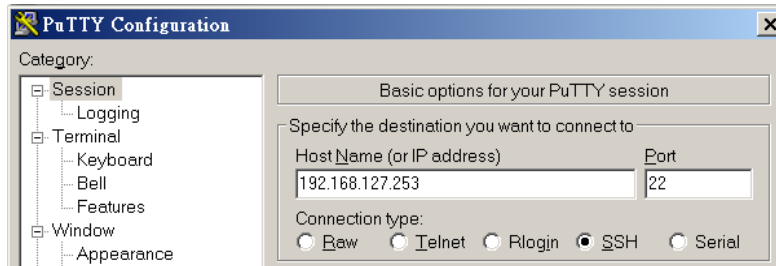 PuTTY Configuration
Category:
Session
Logging
Terminal
Keyboard
Bell
Features
Window
Appearance
Basic options for your PuTTY session
Specify the destination you want to connect to
Host Name (or IP address)
Port
192.168.127.253
22
Connection type:
Raw
Telnet
Rlogin
SSH
Serial